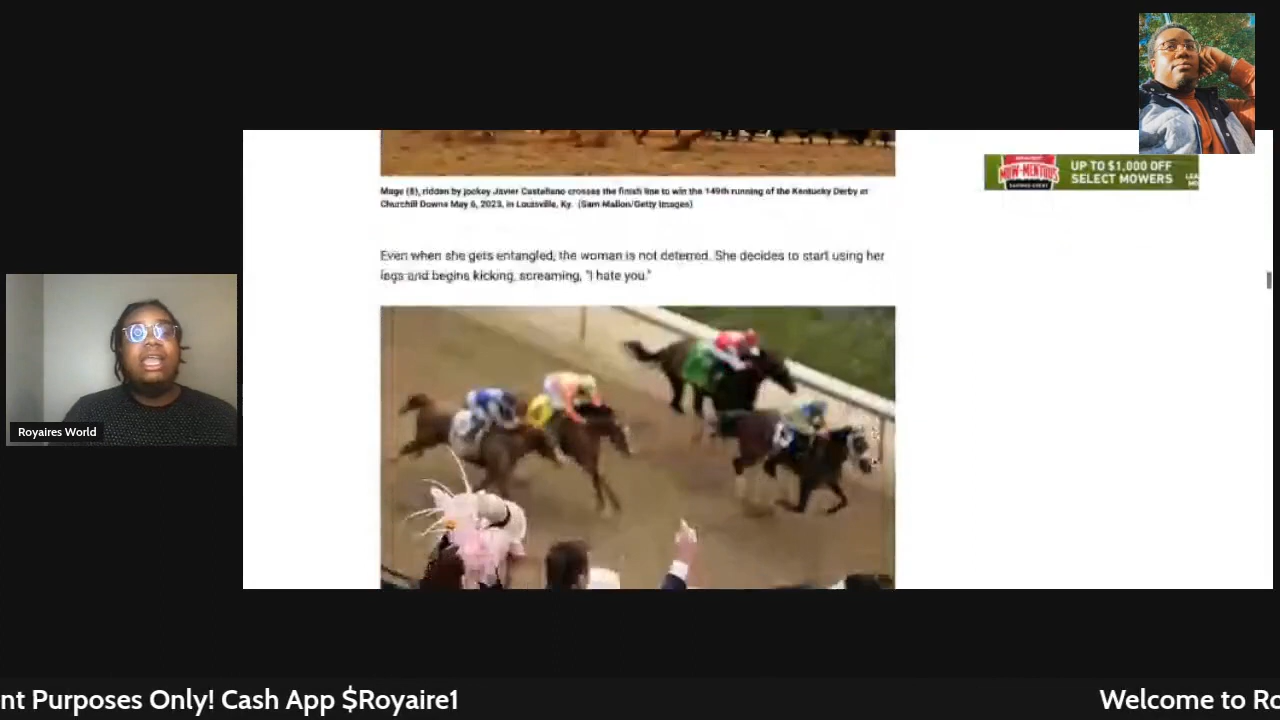 UP TO $1,000 OFF
SELECT MOWERS
Mage (8), ridden by jockey Javier Castellano crosses the finish line to win the 149th running of the Kentucky Derby at
Churchill Downs May 6, 2023, in Louisville, Ky. (Sam Mallon/Getty Images)
Even when she gets entangled, the woman is not deterred. She decides to start using her
legs and begins kicking, screaming, "I hate you."
Royaires World
nt Purposes Only! Cash App $Royaire1
Welcome to Ro